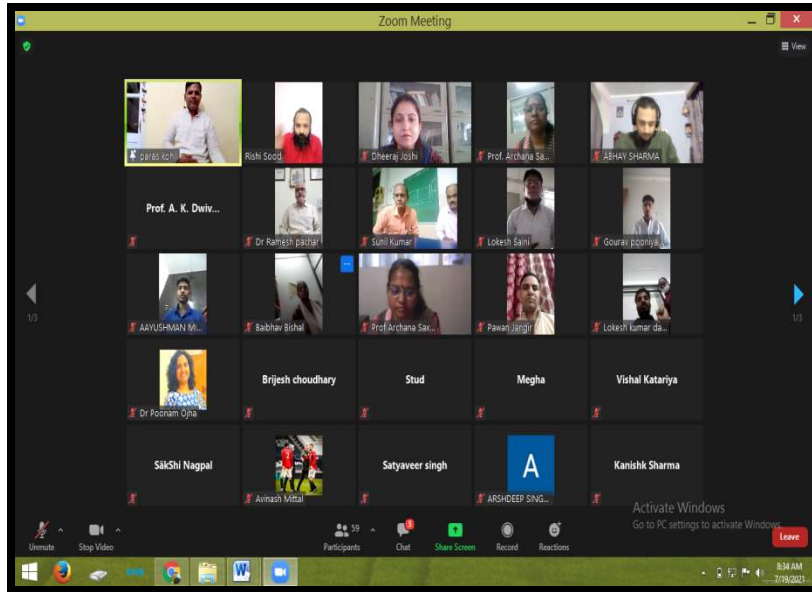 Zoom Meeting
View
paras koh
Rishi Sood
Dheeraj Joshi
Prof. Archana Sa...
ABHAY SHARMA
Prof. A. K. Dwiv...
Dr Ramesh pachar
Sunil Kumar
Lokesh Saini
Gourav pooniya
1/3
1/3
AAYUSHMAN MI...
Baibhav Bishal
Prof Archana Sax...
Pawan Jangir
Lokesh kumar da...
Dr Poonam Ojha
Brijesh choudhary
Stud
Megha
Vishal Katariya
SäkShi Nagpal
Avinash Mittal
Satyaveer singh
A
ARSHDEEP SING...
Kanishk Sharma
Activate Windows
Go to PC settings to activate Windows.
Unmute
Stop Video
59
Participants
3
Chat
Share Screen
Record
Reactions
Leave
8:34 AM
7/19/2021